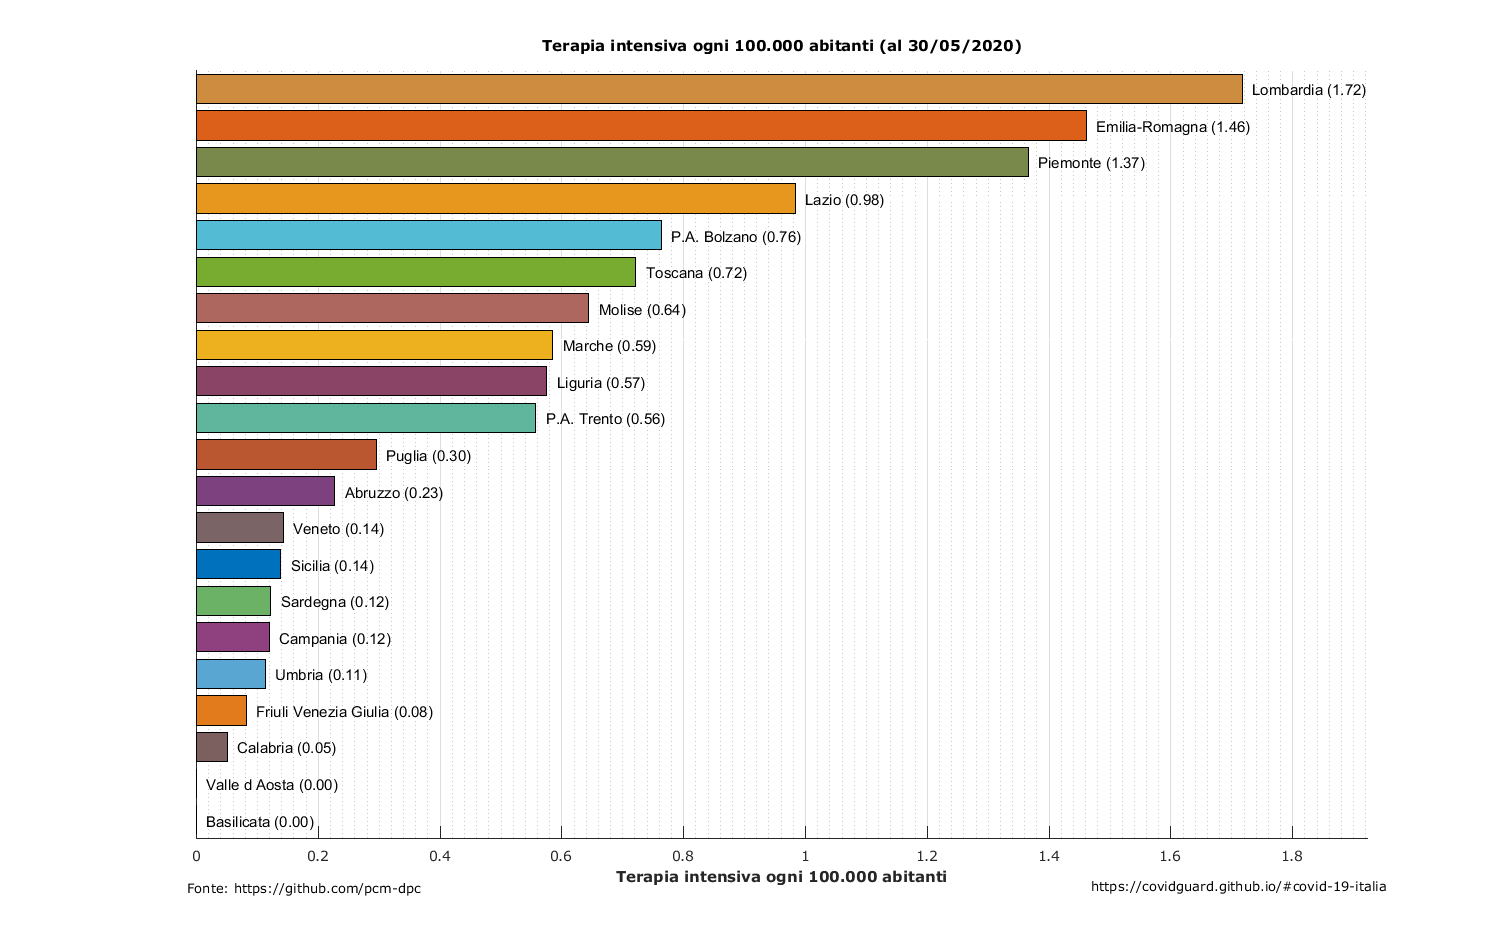 Terapia intensiva ogni 100.000 abitanti (al 30/05/2020)
Lombardia (1.72)
Emilia-Romagna (1.46)
Piemonte (1.37)
Lazio (0.98)
P.A. Bolzano (0.76)
Toscana (0.72)
Molise (0.64)
Marche (0.59)
Liguria (0.57)
P.A. Trento (0.56)
Puglia (0.30)
Abruzzo (0.23)
Veneto (0.14)
Sicilia (0.14)
Sardegna (0.12)
Campania (0.12)
Umbria (0.11)
Friuli Venezia Giulia (0.08)
Calabria (0.05)
Valle d Aosta (0.00)
Basilicata (0.00)
0 0.2 0.4 0.6 0.8 1 1.2 1.4 1.6 1.8
Terapia intensiva ogni 100.000 abitanti
Fonte: https://github.com/pcm-dpc
https://covidguard.github.io/#covid-19-italia